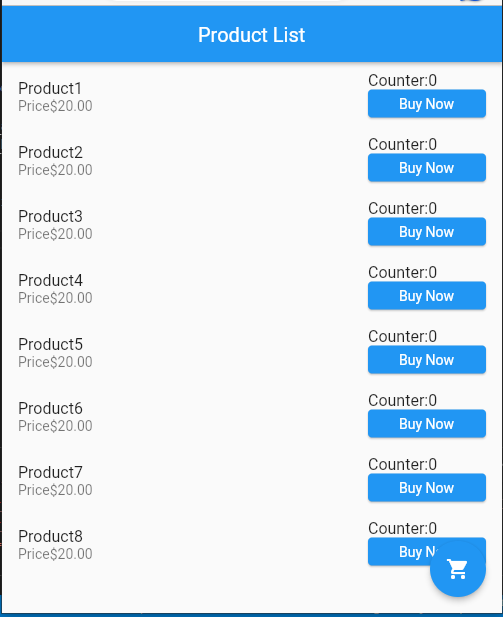 Product List
Product1
Price$20.00
Counter:0
Buy Now
Product2
Price$20.00
Counter:0
Buy Now
Product3
Price$20.00
Counter:0
Buy Now
Product4
Price$20.00
Counter:0
Buy Now
Product5
Price$20.00
Counter:0
Buy Now
Product6
Price$20.00
Counter:0
Buy Now
Product7
Price$20.00
Counter:0
Buy Now
Product8
Price$20.00
Counter:0
Buy